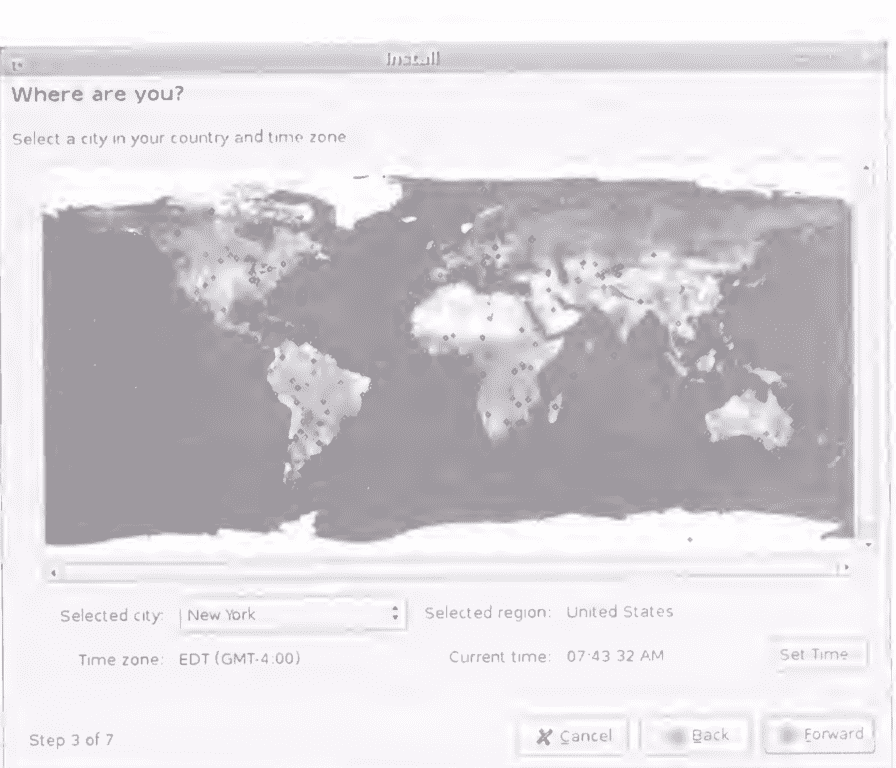 Install
Where are you?
Select a city in your country and time zone
Selected city: New York Selected region: United States
Time zone: EDT (GMT-4:00) Current time: 07:43 32 AM Set Time
Step 3 of 7 Cancel Back Forward